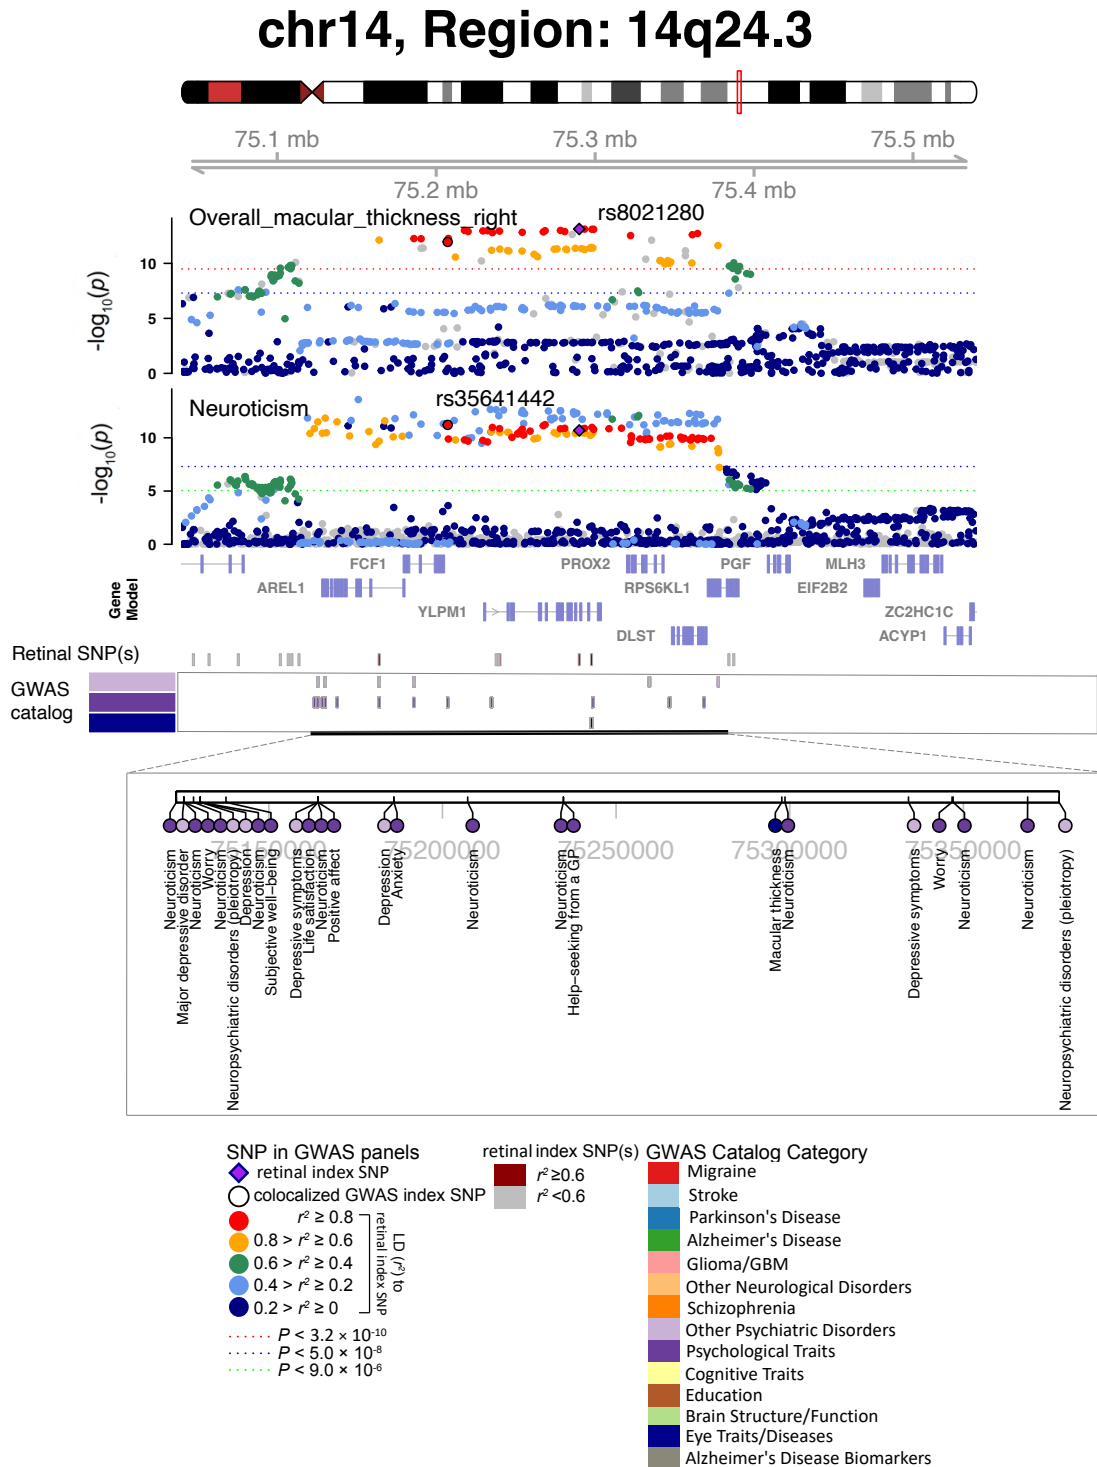 chr14, Region: 14q24.3
75.1 mb
75.3 mb
75.5 mb
75.2 mb
75.4 mb
Overall_macular_thickness_right
rs8021280
-log10(p)
10
5
0
Neuroticism
rs35641442
-log10(p)
10
5
0
Gene Model
FCF1
PROX2
PGF
MLH3
AREL1
RPS6KL1
EIF2B2
YLPM1
ZC2HC1C
DLST
ACYP1
Retinal SNP(s)
GWAS
catalog
75150000
75200000
75250000
75300000
75350000
Neuroticism
Major depressive disorder
Neuroticism
Worry
Neuroticism
Neuropsychiatric disorders (pleiotropy)
Depression
Neuroticism
Subjective well−being
Depressive symptoms
Life satisfaction
Neuroticism
Positive affect
Depression
Anxiety
Neuroticism
Neuroticism
Help−seeking from a GP
Macular thickness
Neuroticism
Depressive symptoms
Worry
Neuroticism
Neuroticism
Neuropsychiatric disorders (pleiotropy)
SNP in GWAS panels
retinal index SNP
colocalized GWAS index SNP
r² ≥ 0.8
0.8 > r² ≥ 0.6
0.6 > r² ≥ 0.4
0.4 > r² ≥ 0.2
0.2 > r² ≥ 0
LD (r²) to
retinal index SNP
P < 3.2 × 10⁻¹⁰
P < 5.0 × 10⁻⁸
P < 9.0 × 10⁻⁶
retinal index SNP(s)
r² ≥0.6
r² <0.6
GWAS Catalog Category
Migraine
Stroke
Parkinson's Disease
Alzheimer's Disease
Glioma/GBM
Other Neurological Disorders
Schizophrenia
Other Psychiatric Disorders
Psychological Traits
Cognitive Traits
Education
Brain Structure/Function
Eye Traits/Diseases
Alzheimer's Disease Biomarkers